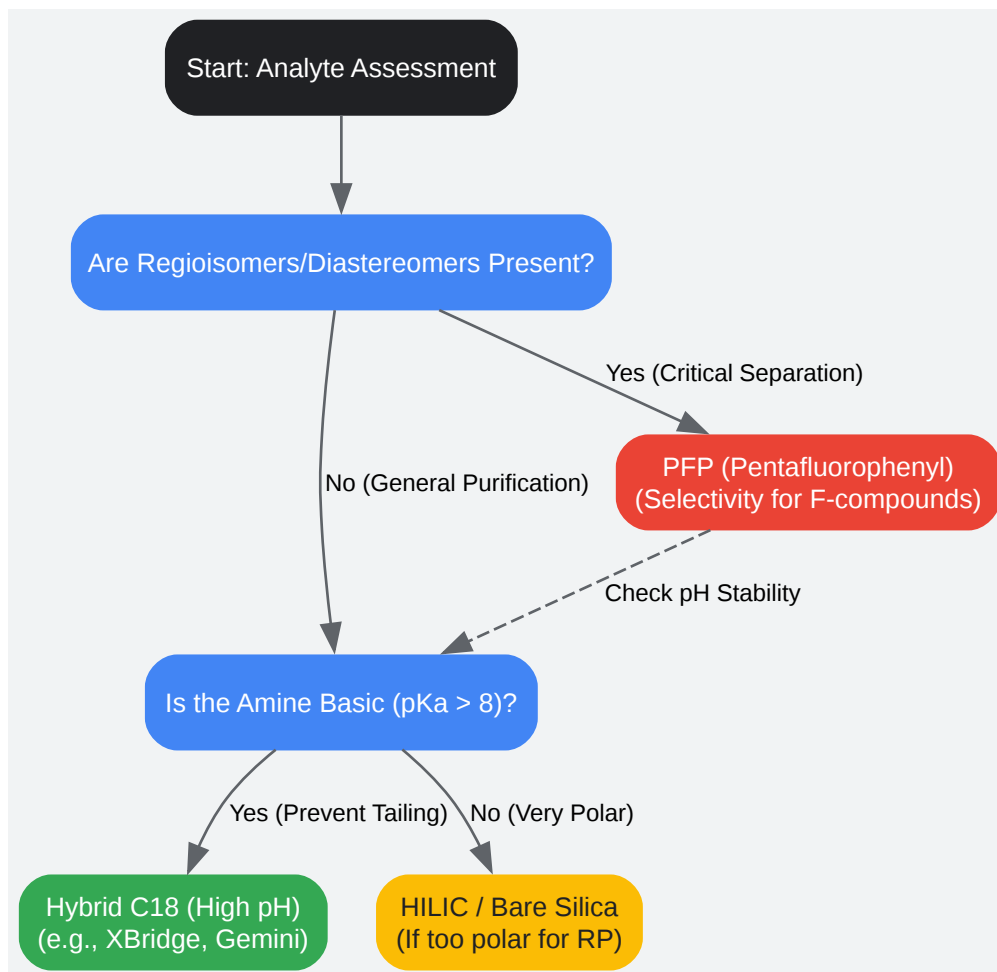 Start: Analyte Assessment
Are Regioisomers/Diastereomers Present?
Yes (Critical Separation)
PFP (Pentafluorophenyl)
(Selectivity for F-compounds)
No (General Purification)
Check pH Stability
Is the Amine Basic (pKa > 8)?
Yes (Prevent Tailing)
No (Very Polar)
Hybrid C18 (High pH)
(e.g., XBridge, Gemini)
HILIC / Bare Silica
(If too polar for RP)